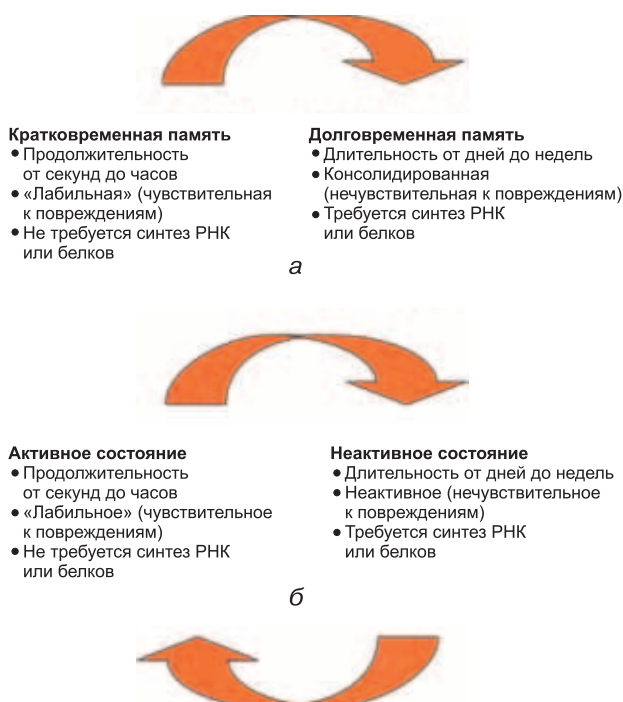 Кратковременная память
• Продолжительность
от секунд до часов
• «Лабильная» (чувствительная
к повреждениям)
• Не требуется синтез РНК
или белков
Долговременная память
• Длительность от дней до недель
• Консолидированная
(нечувствительная к повреждениям)
• Требуется синтез РНК
или белков
а
Активное состояние
• Продолжительность
от секунд до часов
• «Лабильное» (чувствительное
к повреждениям)
• Не требуется синтез РНК
или белков
Неактивное состояние
• Длительность от дней до недель
• Неактивное (нечувствительное
к повреждениям)
• Требуется синтез РНК
или белков
б